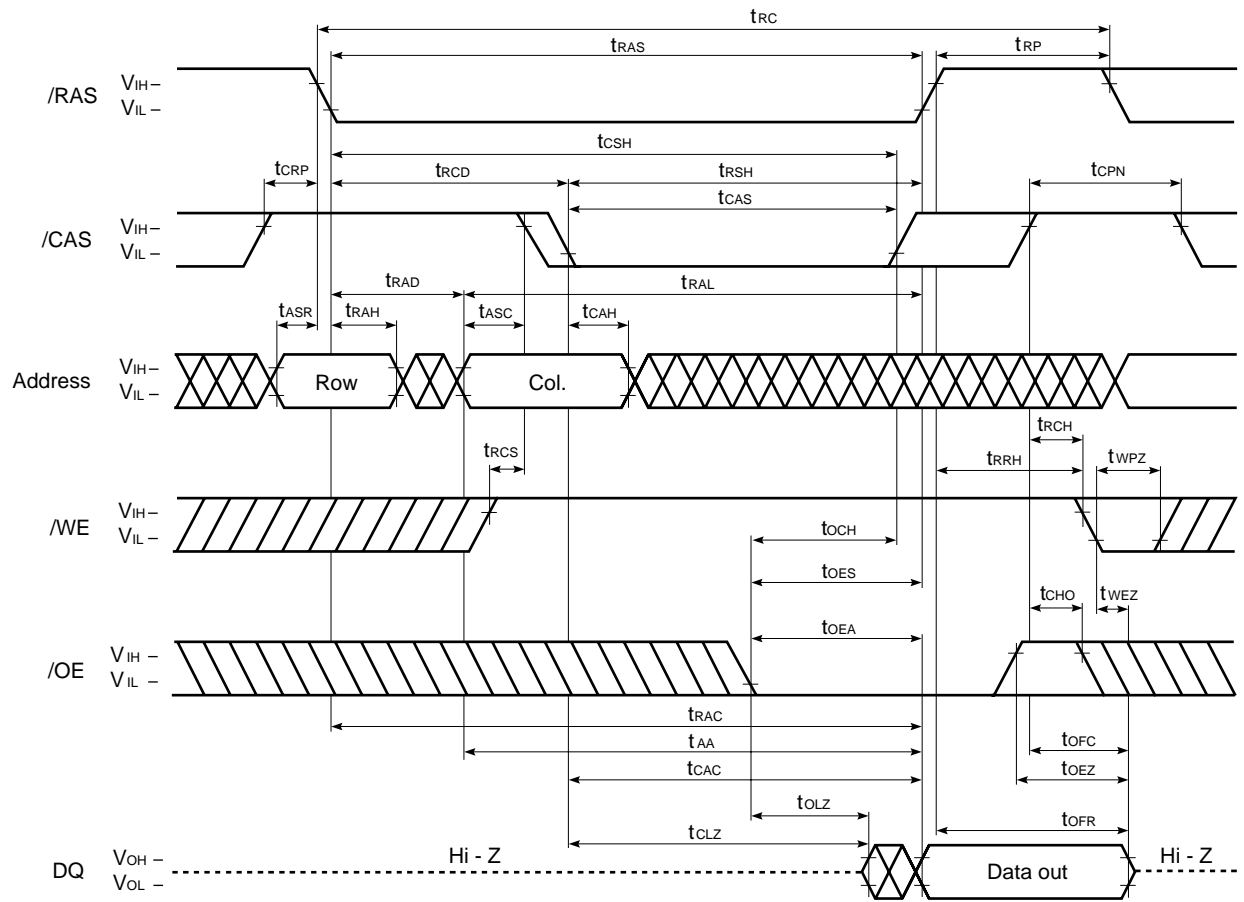 tRC
tRAS
tRP
/RAS
VIH –
VIL –
tCSH
tCRP
tRCD
tRSH
tCPN
tCAS
/CAS
VIH –
VIL –
tRAD
tRAL
tASR
tRAH
tASC
tCAH
Address
VIH –
VIL –
Row
Col.
tRCH
tRCS
tRRH
tWPZ
/WE
VIH –
VIL –
tOCH
tOES
tCHO
tWEZ
tOEA
/OE
VIH –
VIL –
tRAC
tAA
tOFC
tCAC
tOEZ
tOLZ
tCLZ
tOFR
DQ
VOH –
VOL –
Hi - Z
Data out
Hi - Z